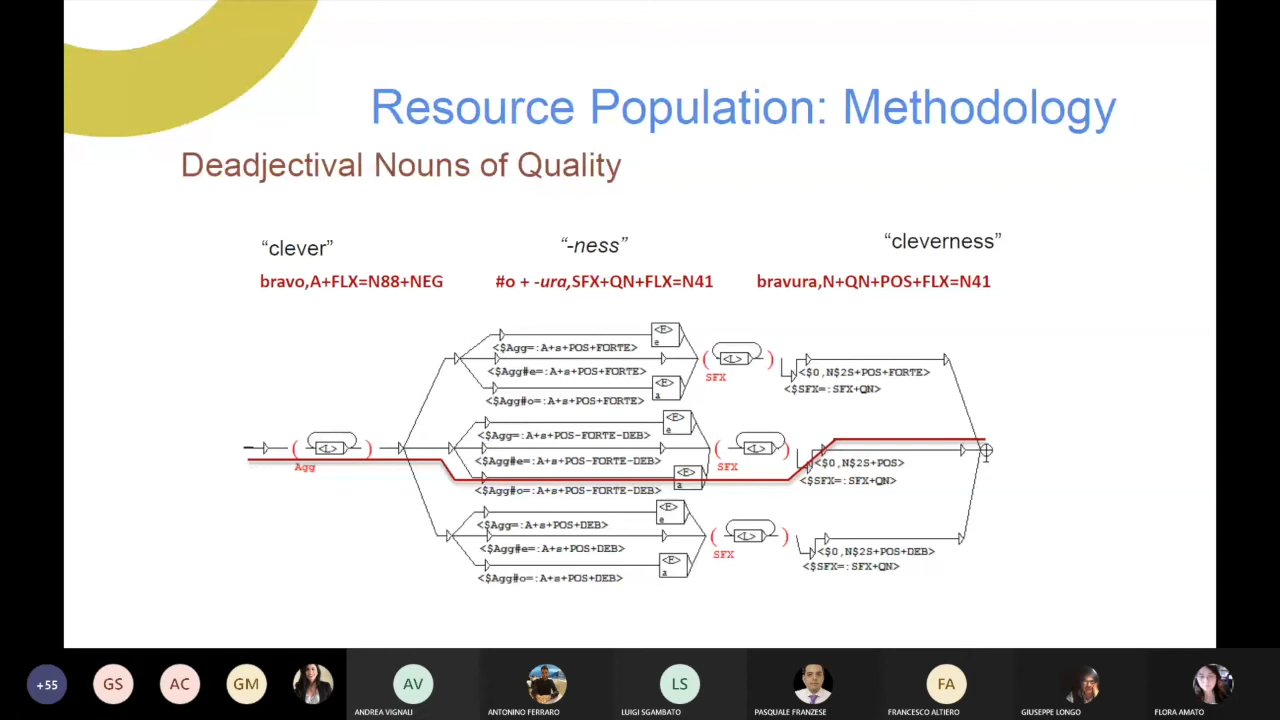 Resource Population: Methodology
Deadjectival Nouns of Quality
“clever”
“-ness”
“cleverness”
bravo,A+FLX=N88+NEG
#o + -ura,SFX+QN+FLX=N41
bravura,N+QN+POS+FLX=N41
<E>
e
<$Agg=:A+s+POS+FORTE>
<$Agg#e=:A+s+POS+FORTE>
<E>
a
<$Agg#o=:A+s+POS+FORTE>
( <L> )
SFX
<$0,N$2S+POS+FORTE>
<$SFX=:SFX+QN>
( <L> )
Agg
<E>
e
<$Agg=:A+s+POS-FORTE-DEB>
<$Agg#e=:A+s+POS-FORTE-DEB>
<E>
a
<$Agg#o=:A+s+POS-FORTE-DEB>
( <L> )
SFX
<$0,N$2S+POS>
<$SFX=:SFX+QN>
<E>
e
<$Agg=:A+s+POS+DEB>
<$Agg#e=:A+s+POS+DEB>
<E>
a
<$Agg#o=:A+s+POS+DEB>
( <L> )
SFX
<$0,N$2S+POS+DEB>
<$SFX=:SFX+QN>
+55
GS
AC
GM
AV
LS
FA
ANDREA VIGNALI
ANTONINO FERRARO
LUIGI SGAMBATO
PASQUALE FRANZESE
FRANCESCO ALTIERO
GIUSEPPE LONGO
FLORA AMATO